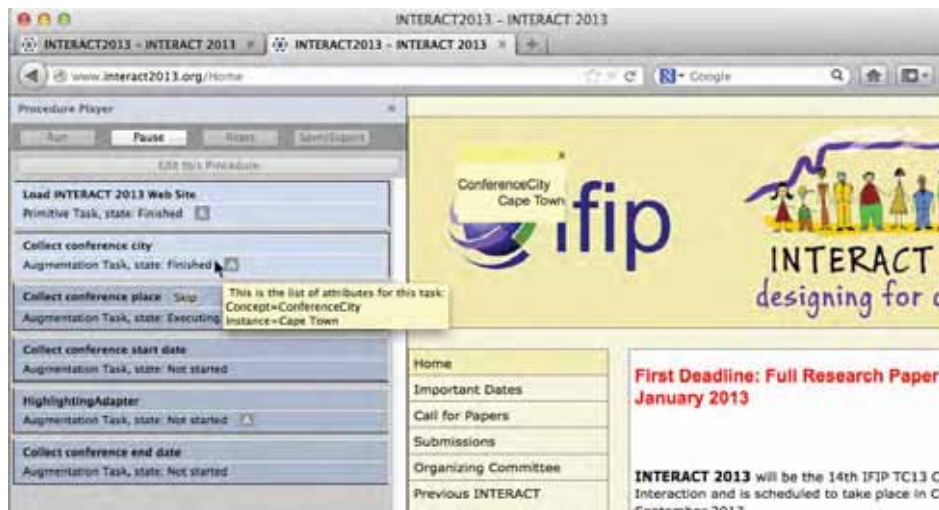 INTERACT2013 – INTERACT 2013
INTERACT2013 – INTERACT 2013
INTERACT2013 – INTERACT 2013
www.interact2013.org/Home
Google
Procedure Player
Run Pause Reset Save/Export
Edit this Procedure
Load INTERACT 2013 Web Site
Primitive Task, state: Finished
Collect conference city
Augmentation Task, state: Finished
Collect conference place Skip
Augmentation Task, state: Executing
This is the list of attributes for this task:
Concept=ConferenceCity
Instance=Cape Town
Collect conference start date
Augmentation Task, state: Not started
HighlightingAdapter
Augmentation Task, state: Not started
Collect conference end date
Augmentation Task, state: Not started
x
ConferenceCity
Cape Town
ifip
INTERACT
designing for
Home
Important Dates
Call for Papers
Submissions
Organizing Committee
Previous INTERACT
First Deadline: Full Research Paper
January 2013
INTERACT 2013 will be the 14th IFIP TC13 C
Interaction and is scheduled to take place in C
September 2013